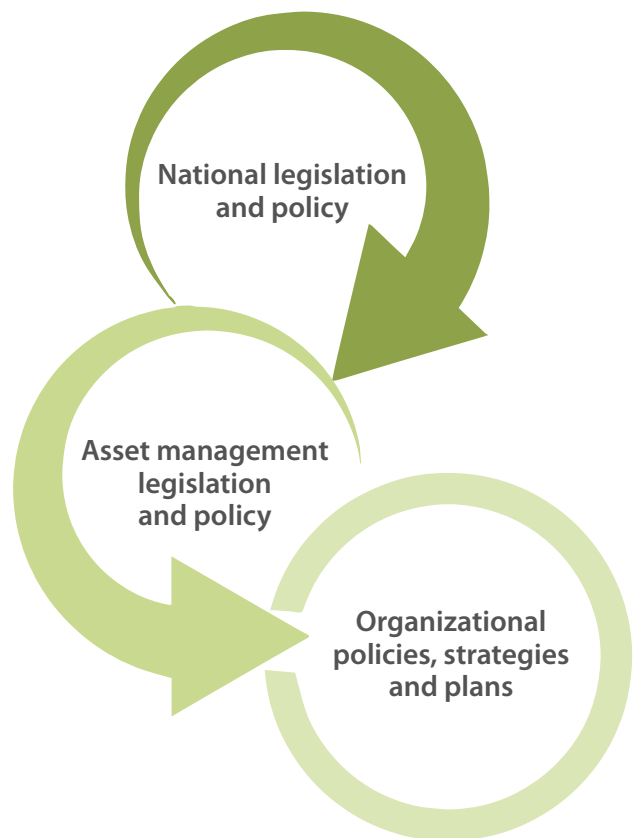 National legislation
and policy
Asset management
legislation
and policy
Organizational
policies, strategies
and plans